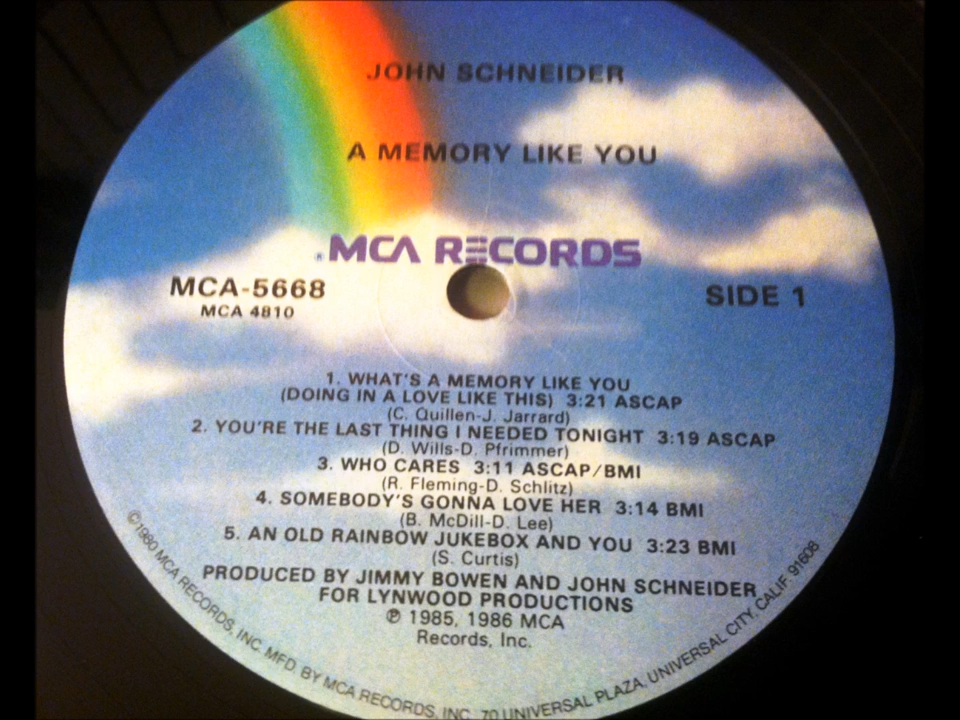 JOHN SCHNEIDER
A MEMORY LIKE YOU
® MCA RECORDS
MCA-5668
MCA 4810
SIDE 1
1. WHAT'S A MEMORY LIKE YOU
(DOING IN A LOVE LIKE THIS) 3:21 ASCAP
(C. Quillen-J. Jarrard)
2. YOU'RE THE LAST THING I NEEDED TONIGHT 3:19 ASCAP
(D. Wills-D. Pfrimmer)
3. WHO CARES 3:11 ASCAP/BMI
(R. Fleming-D. Schlitz)
4. SOMEBODY'S GONNA LOVE HER 3:14 BMI
(B. McDill-D. Lee)
5. AN OLD RAINBOW JUKEBOX AND YOU 3:23 BMI
(S. Curtis)
PRODUCED BY JIMMY BOWEN AND JOHN SCHNEIDER
FOR LYNWOOD PRODUCTIONS
℗ 1985, 1986 MCA
Records, Inc.
©1980 MCA RECORDS, INC. MFD. BY MCA RECORDS, INC. 70 UNIVERSAL PLAZA, UNIVERSAL CITY, CALIF. 91608